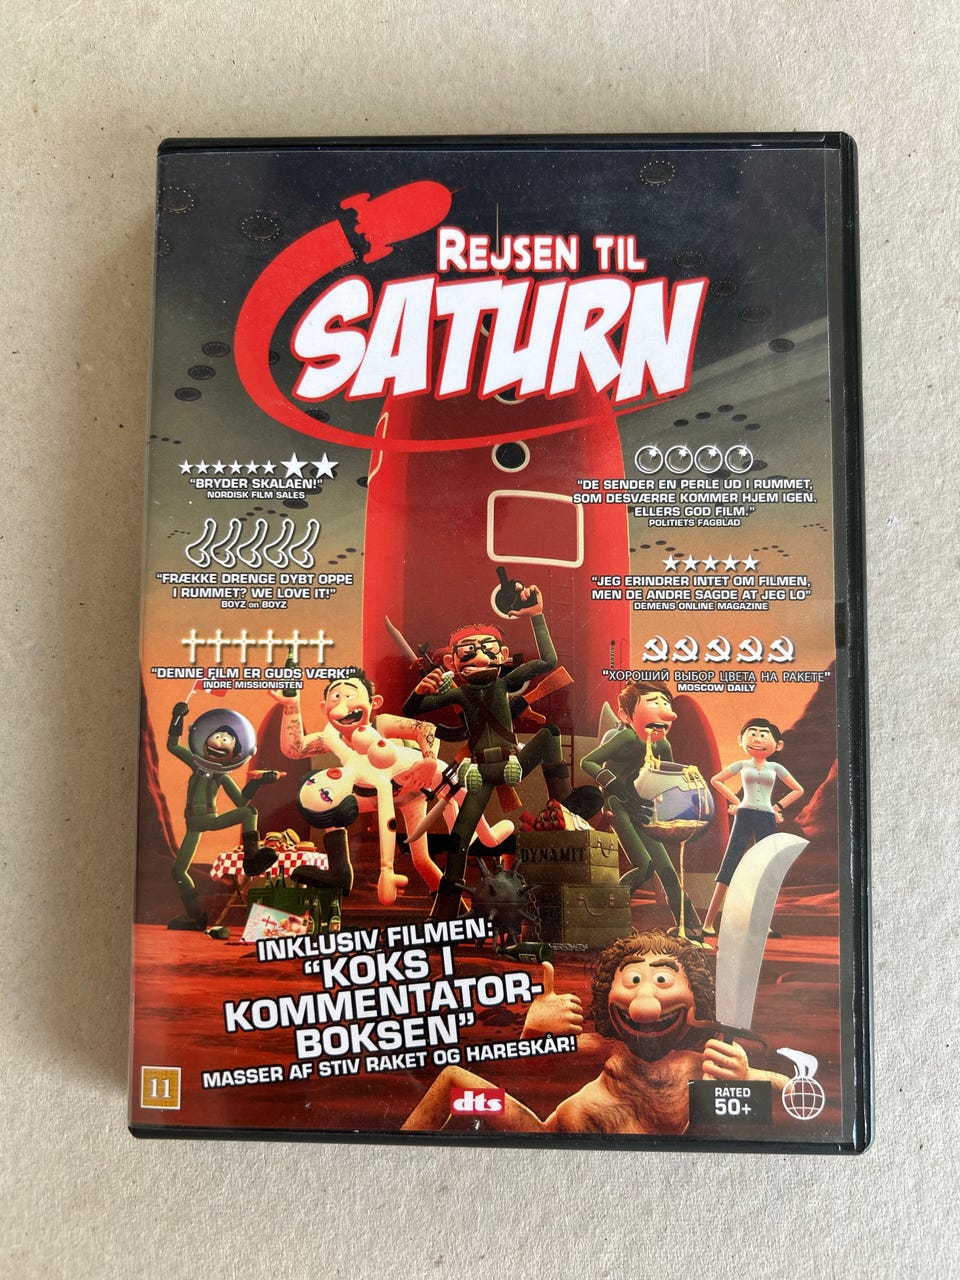 REJSEN TIL
SATURN
"BRYDER SKALAEN!"
NORDISK FILM SALES
"FRÆKKE DRENGE DYBT OPPE
I RUMMET? WE LOVE IT!"
BOYZ on BOYZ
"DENNE FILM ER GUDS VÆRK!"
INDRE MISSIONISTEN
"DE SENDER EN PERLE UD I RUMMET,
SOM DESVÆRRE KOMMER HJEM IGEN.
ELLERS GOD FILM."
POLITIETS FAGBLAD
"JEG ERINDRER INTET OM FILMEN,
MEN DE ANDRE SAGDE AT JEG LO"
DEMENS ONLINE MAGAZINE
"ХОРОШИЙ ВЫБОР ЦВЕТА НА РАКЕТЕ"
MOSCOW DAILY
DYNAMIT
INKLUSIV FILMEN:
"KOKS I
KOMMENTATOR-
BOKSEN"
MASSER AF STIV RAKET OG HARESKÅR!
11
dts
RATED
50+